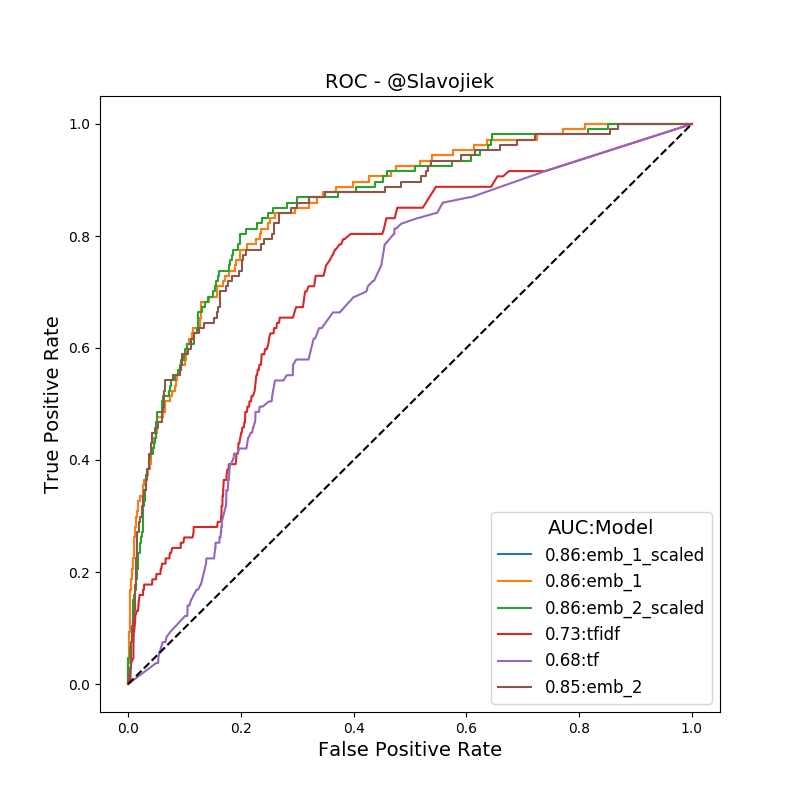 ROC - @Slavojiek
True Positive Rate
1.0
0.8
0.6
0.4
0.2
0.0
AUC:Model
0.86:emb_1_scaled
0.86:emb_1
0.86:emb_2_scaled
0.73:tfidf
0.68:tf
0.85:emb_2
0.0 0.2 0.4 0.6 0.8 1.0
False Positive Rate